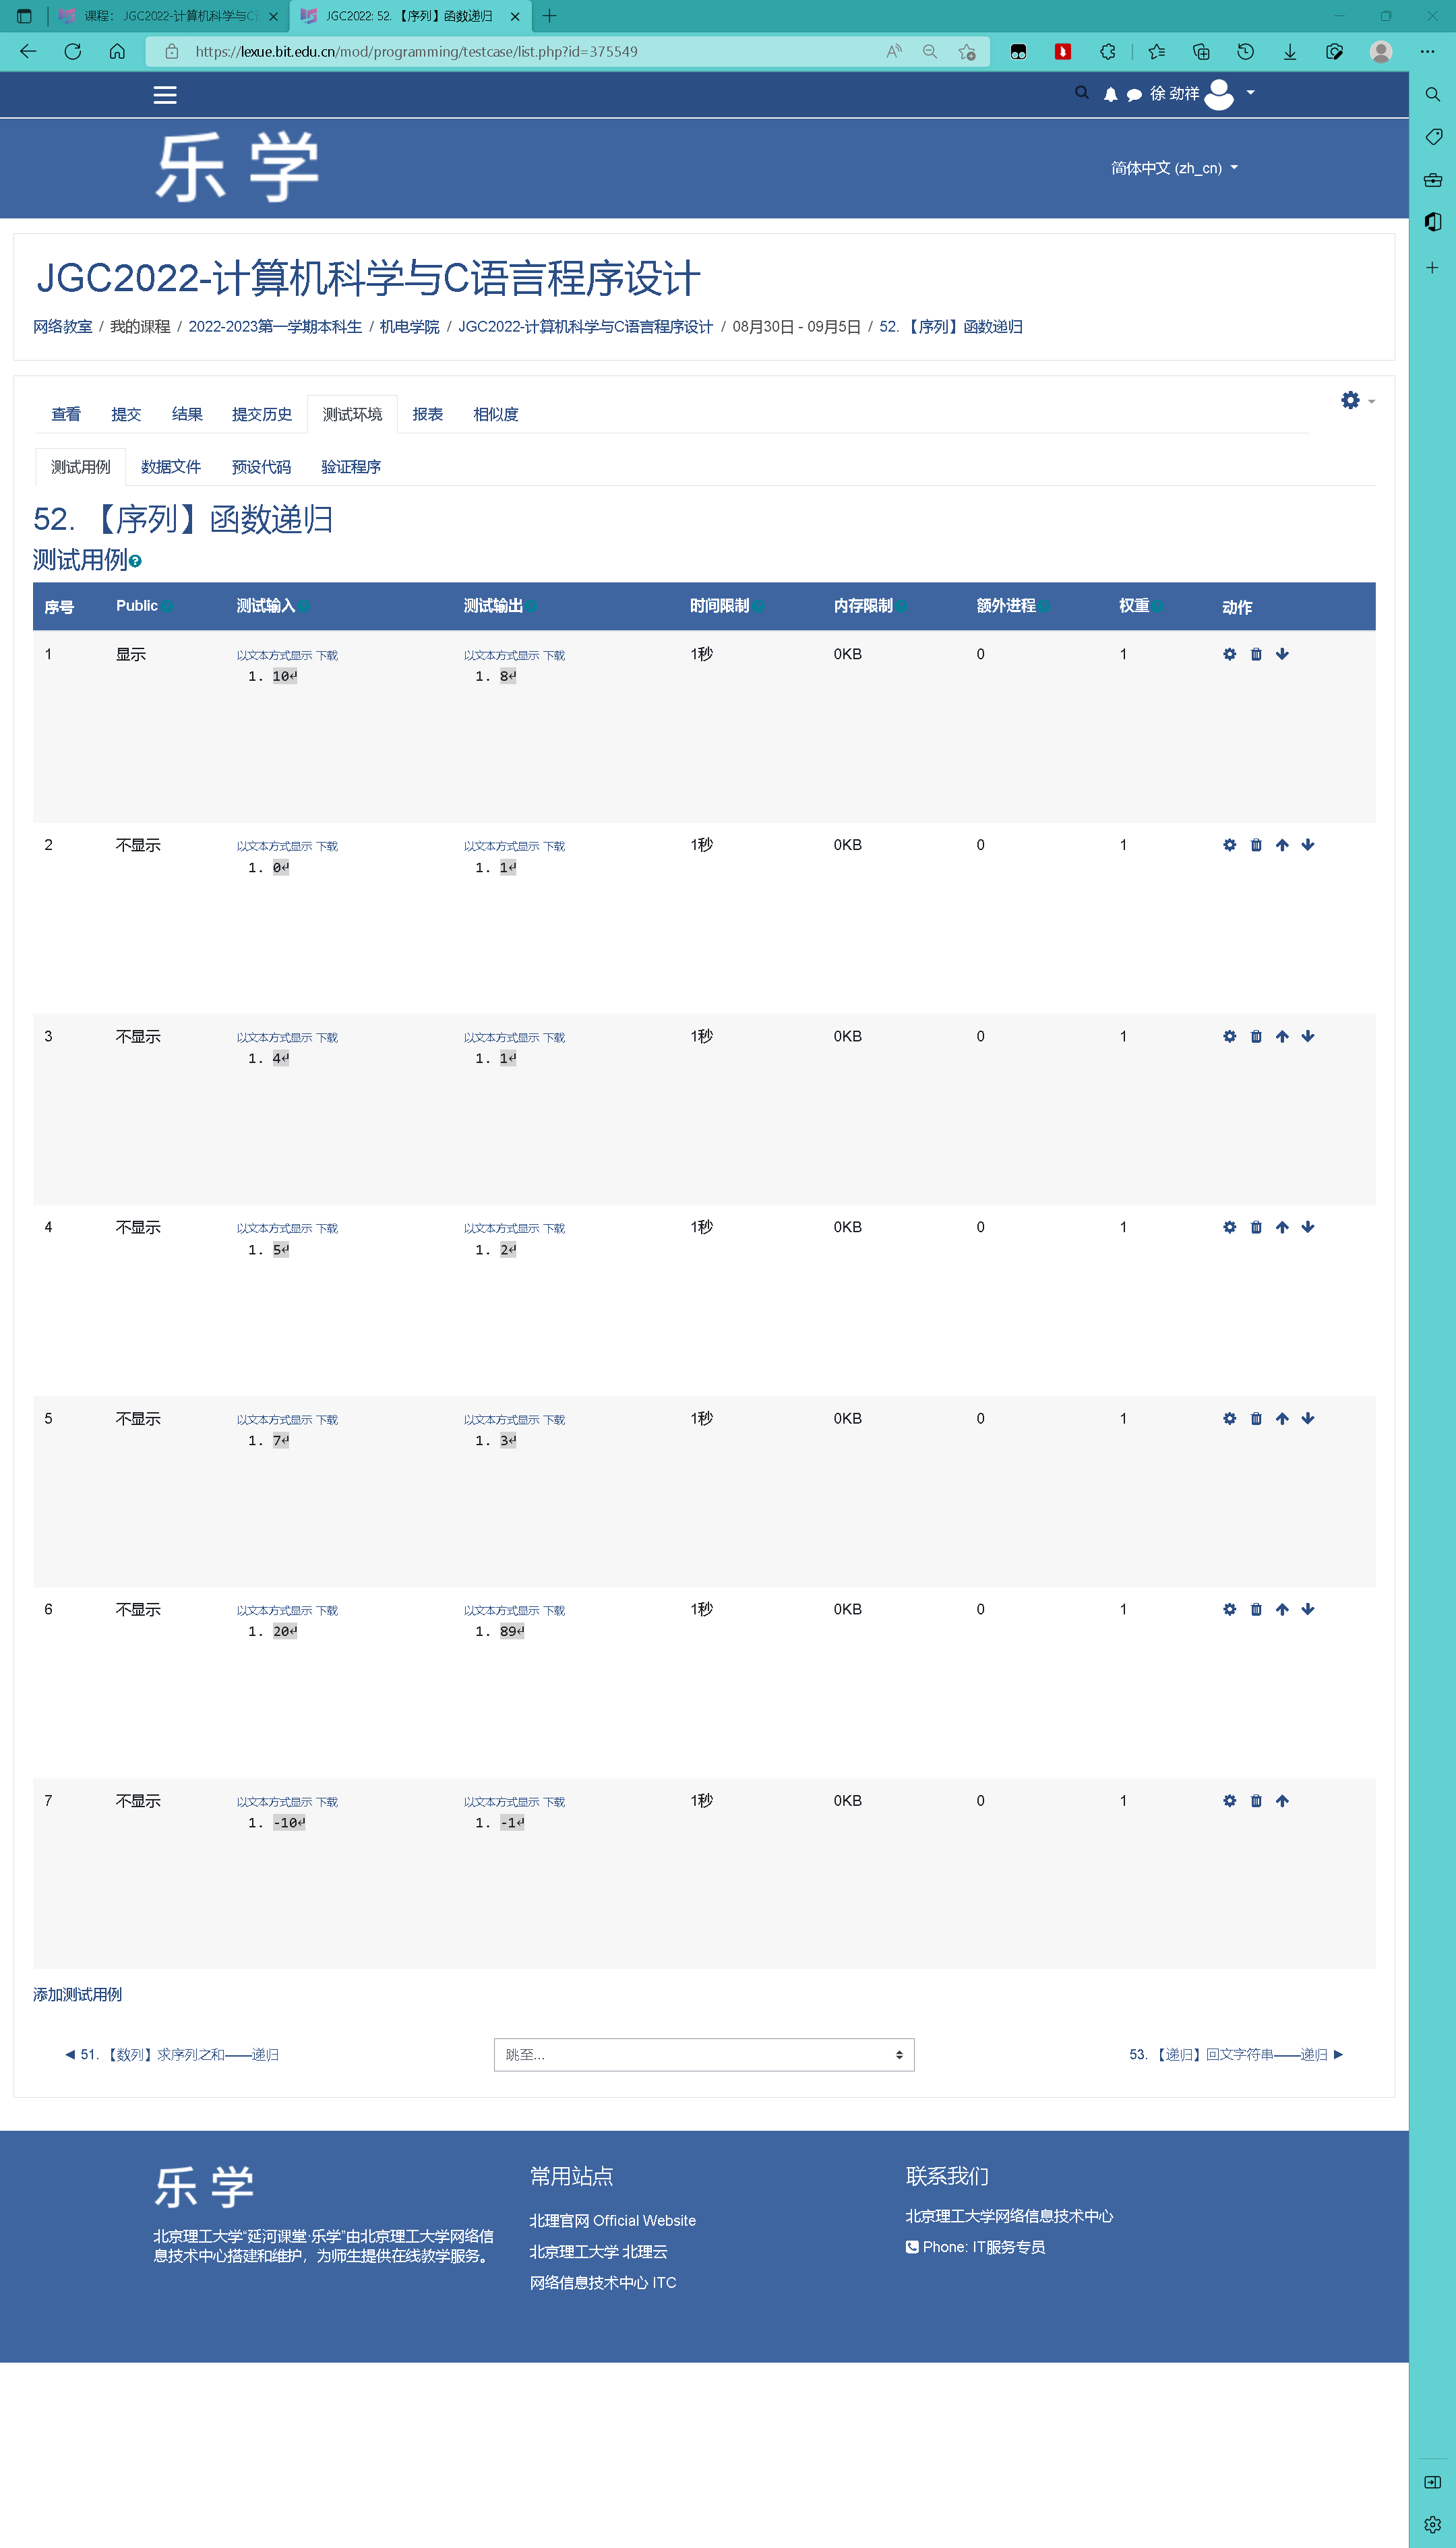 课程： JGC2022-计算机科学与C语
JGC2022: 52. 【序列】函数递归
https://lexue.bit.edu.cn/mod/programming/testcase/list.php?id=375549
徐 劲祥
乐 学
简体中文 (zh_cn)
JGC2022-计算机科学与C语言程序设计
网络教室 / 我的课程 / 2022-2023第一学期本科生 / 机电学院 / JGC2022-计算机科学与C语言程序设计 / 08月30日 - 09月5日 / 52. 【序列】函数递归
查看 提交 结果 提交历史 测试环境 报表 相似度
测试用例 数据文件 预设代码 验证程序
52. 【序列】函数递归
测试用例
序号 Public 测试输入 测试输出 时间限制 内存限制 额外进程 权重 动作
1 显示 以文本方式显示 下载 以文本方式显示 下载 1秒 0KB 0 1
1. 10↵ 1. 8↵
2 不显示 以文本方式显示 下载 以文本方式显示 下载 1秒 0KB 0 1
1. 0↵ 1. 1↵
3 不显示 以文本方式显示 下载 以文本方式显示 下载 1秒 0KB 0 1
1. 4↵ 1. 1↵
4 不显示 以文本方式显示 下载 以文本方式显示 下载 1秒 0KB 0 1
1. 5↵ 1. 2↵
5 不显示 以文本方式显示 下载 以文本方式显示 下载 1秒 0KB 0 1
1. 7↵ 1. 3↵
6 不显示 以文本方式显示 下载 以文本方式显示 下载 1秒 0KB 0 1
1. 20↵ 1. 89↵
7 不显示 以文本方式显示 下载 以文本方式显示 下载 1秒 0KB 0 1
1. -10↵ 1. -1↵
添加测试用例
◀ 51. 【数列】求序列之和——递归
跳至...
53. 【递归】回文字符串——递归 ▶
乐 学
北京理工大学“延河课堂·乐学”由北京理工大学网络信
息技术中心搭建和维护，为师生提供在线教学服务。
常用站点
北理官网 Official Website
北京理工大学 北理云
网络信息技术中心 ITC
联系我们
北京理工大学网络信息技术中心
Phone: IT服务专员